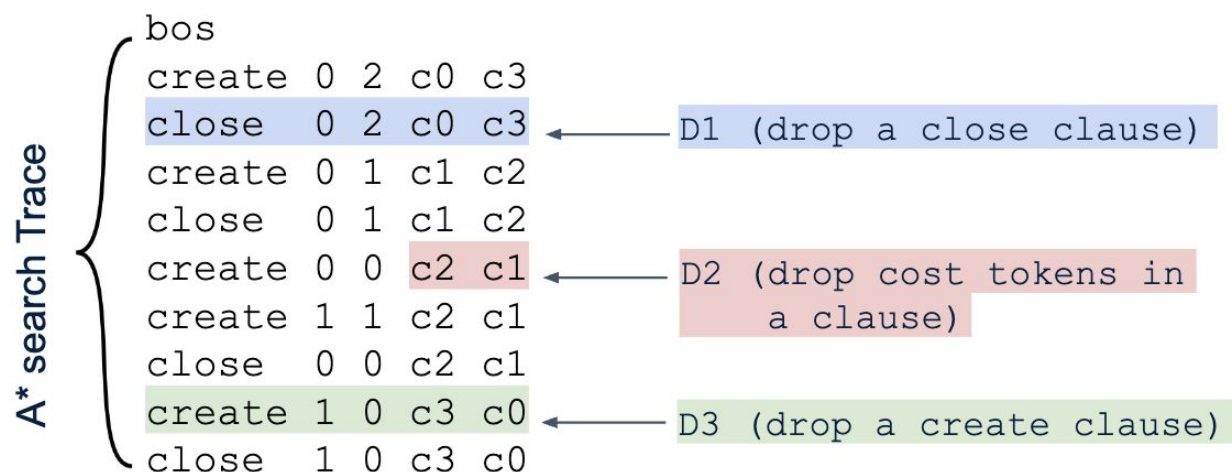 A* search Trace
bos
create 0 2 c0 c3
close 0 2 c0 c3
D1 (drop a close clause)
create 0 1 c1 c2
close 0 1 c1 c2
create 0 0 c2 c1
D2 (drop cost tokens in
a clause)
create 1 1 c2 c1
close 0 0 c2 c1
create 1 0 c3 c0
D3 (drop a create clause)
close 1 0 c3 c0